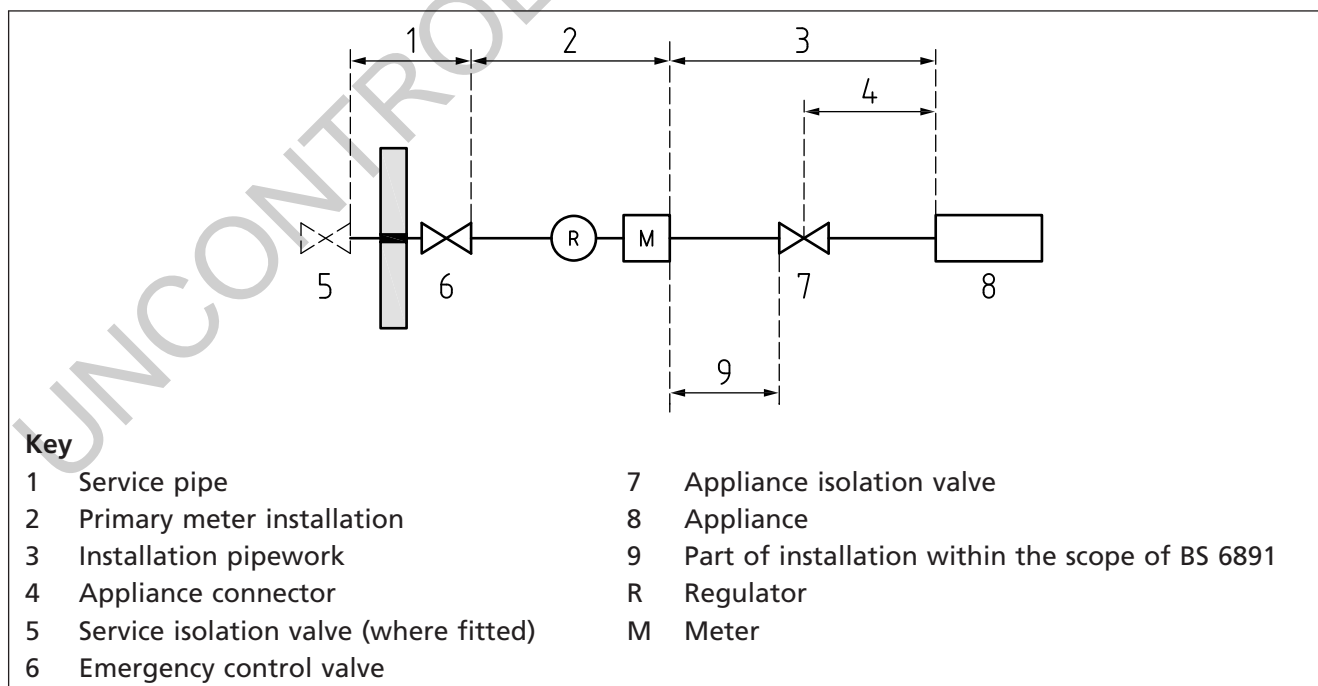 1 2 3
4
R M
5 6 7 8
9
Key
1 Service pipe
2 Primary meter installation
3 Installation pipework
4 Appliance connector
5 Service isolation valve (where fitted)
6 Emergency control valve
7 Appliance isolation valve
8 Appliance
9 Part of installation within the scope of BS 6891
R Regulator
M Meter
UNCONTROL